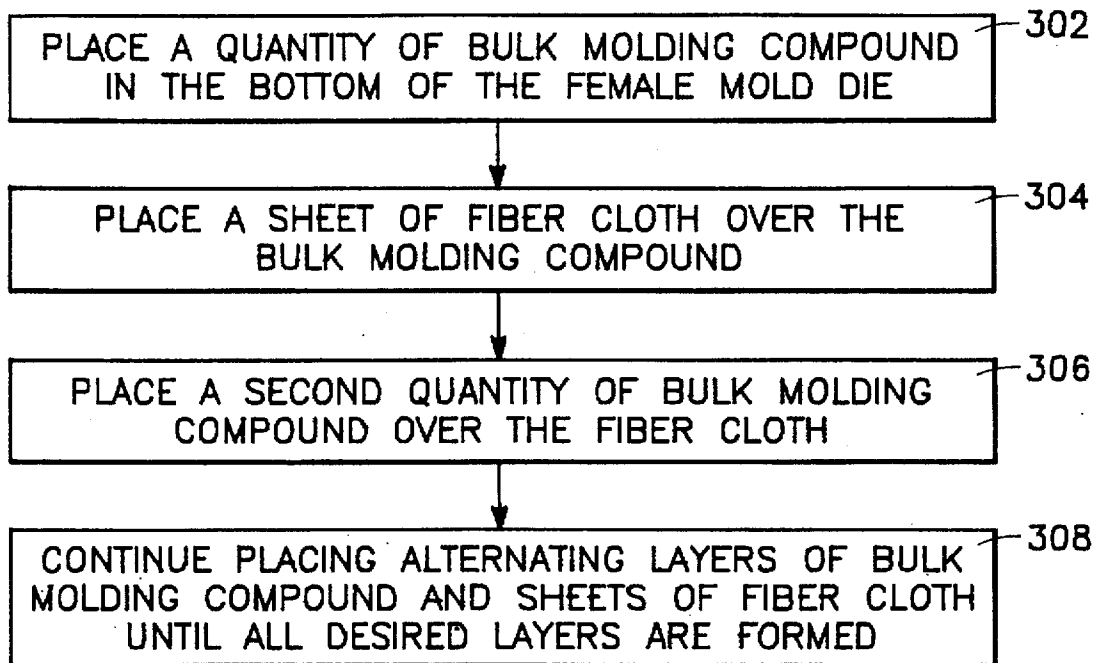 PLACE A QUANTITY OF BULK MOLDING COMPOUND
IN THE BOTTOM OF THE FEMALE MOLD DIE
302
PLACE A SHEET OF FIBER CLOTH OVER THE
BULK MOLDING COMPOUND
304
PLACE A SECOND QUANTITY OF BULK MOLDING
COMPOUND OVER THE FIBER CLOTH
306
CONTINUE PLACING ALTERNATING LAYERS OF BULK
MOLDING COMPOUND AND SHEETS OF FIBER CLOTH
UNTIL ALL DESIRED LAYERS ARE FORMED
308